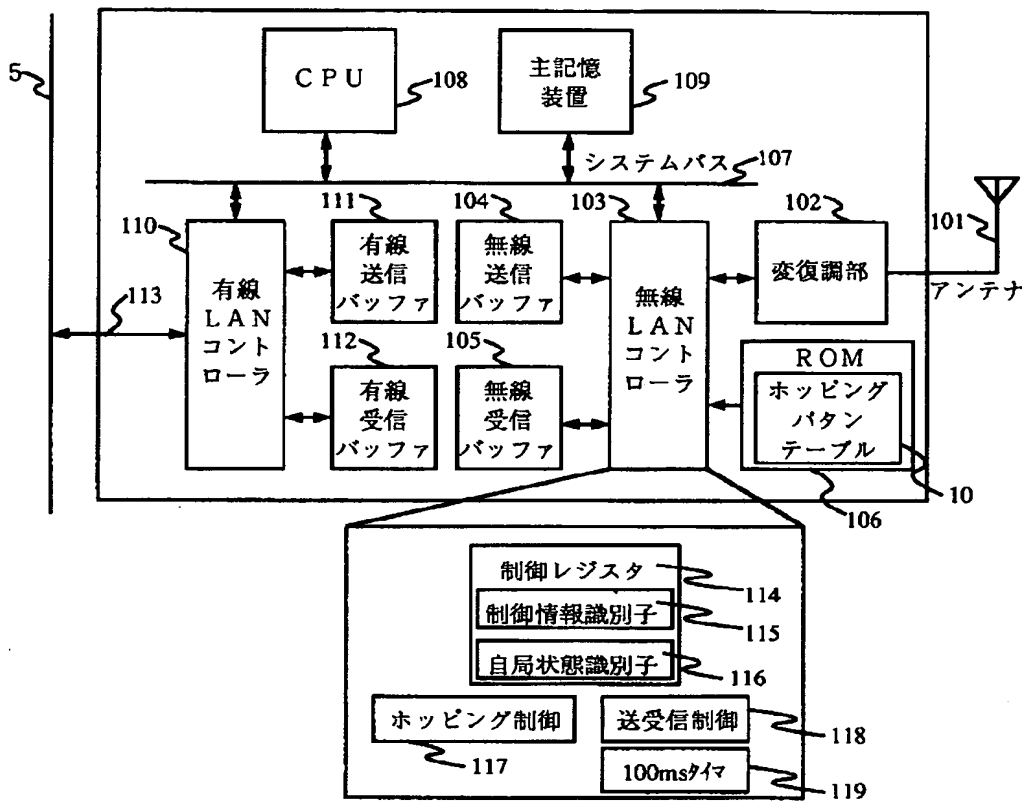 5
CPU
108
主記憶
装置
109
システムバス
107
110
111
104
103
102
101
有線
LAN
コント
ローラ
有線
送信
バッファ
無線
送信
バッファ
無線
LAN
コント
ローラ
変復調部
アンテナ
113
112
105
有線
受信
バッファ
無線
受信
バッファ
ROM
ホッピング
パタン
テーブル
10
106
制御レジスタ
114
制御情報識別子
115
自局状態識別子
116
ホッピング制御
117
送受信制御
118
100msタイマ
119